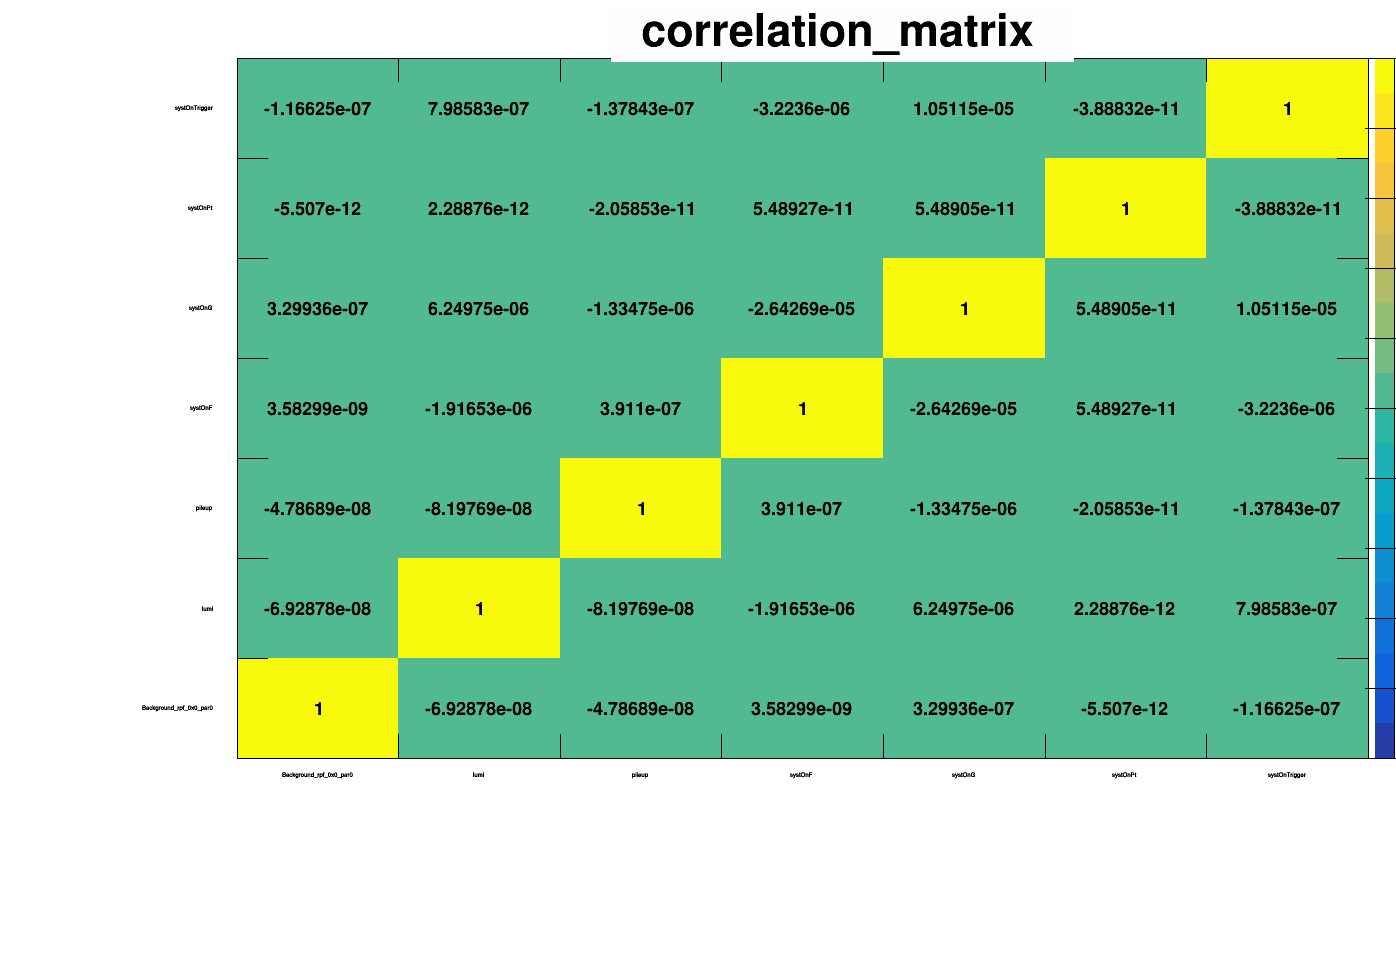 correlation_matrix
systOnTrigger -1.16625e-07 7.98583e-07 -1.37843e-07 -3.2236e-06 1.05115e-05 -3.88832e-11 1
systOnPt -5.507e-12 2.28876e-12 -2.05853e-11 5.48927e-11 5.48905e-11 1 -3.88832e-11
systOnG 3.29936e-07 6.24975e-06 -1.33475e-06 -2.64269e-05 1 5.48905e-11 1.05115e-05
systOnF 3.58299e-09 -1.91653e-06 3.911e-07 1 -2.64269e-05 5.48927e-11 -3.2236e-06
pileup -4.78689e-08 -8.19769e-08 1 3.911e-07 -1.33475e-06 -2.05853e-11 -1.37843e-07
lumi -6.92878e-08 1 -8.19769e-08 -1.91653e-06 6.24975e-06 2.28876e-12 7.98583e-07
Background_rpf_0x0_par0 1 -6.92878e-08 -4.78689e-08 3.58299e-09 3.29936e-07 -5.507e-12 -1.16625e-07
Background_rpf_0x0_par0 lumi pileup systOnF systOnG systOnPt systOnTrigger